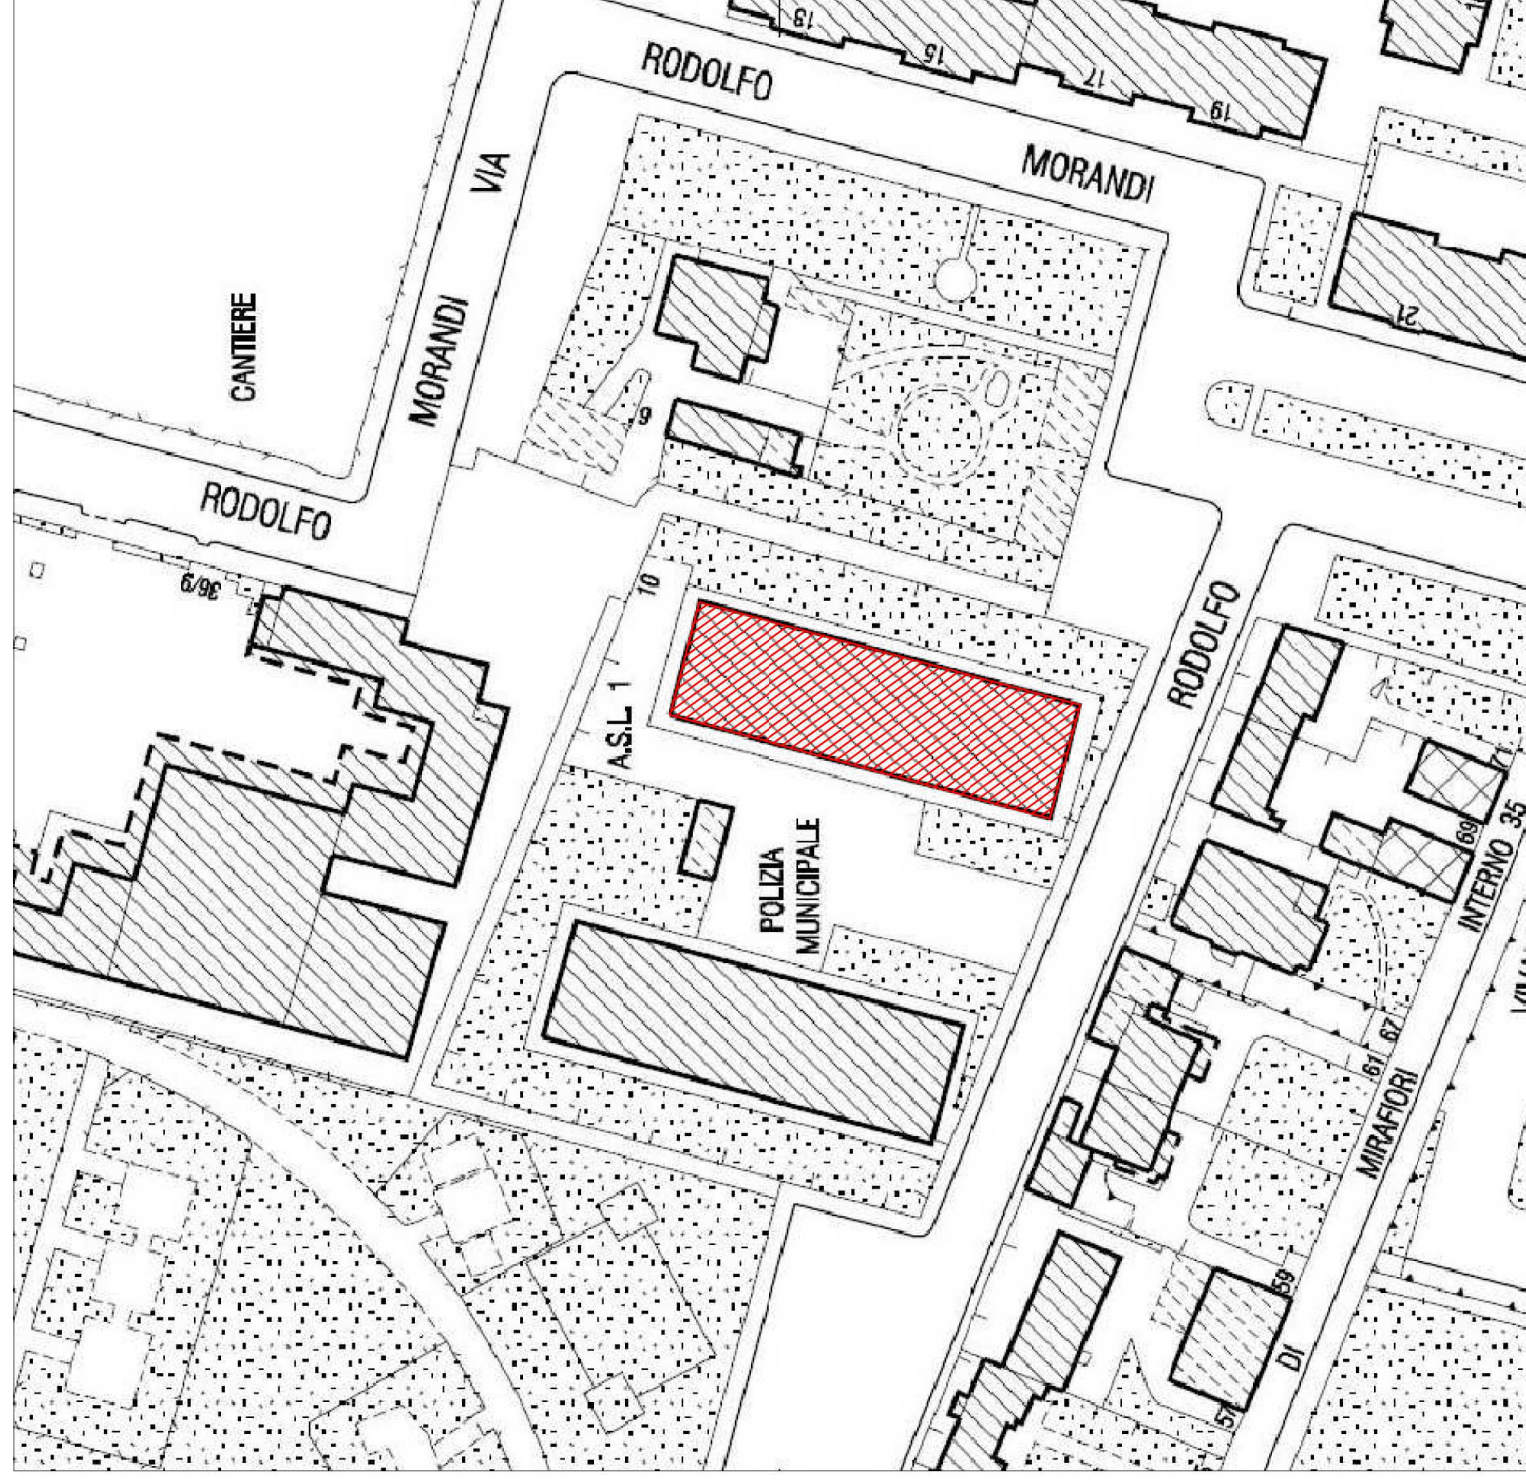 13
15
17
19
RODOLFO
MORANDI
VIA
21
CANTIERE
MORANDI
9
RODOLFO
36/9
10
RODOLFO
A.S.L. 1
POLIZIA
MUNICIPALE
71
69
INTERNO 35
67
61
MIRAFIORI
59
DI
57